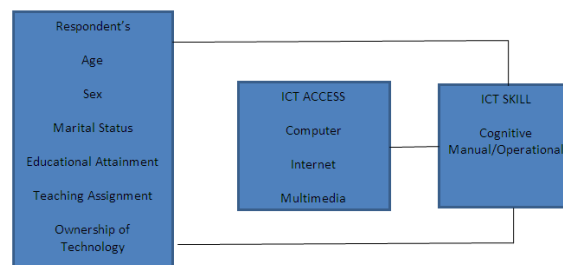 Respondent's
Age
Sex
Marital Status
Educational Attainment
Teaching Assignment
Ownership of
Technology
ICT ACCESS
Computer
Internet
Multimedia
ICT SKILL
Cognitive
Manual/Operational